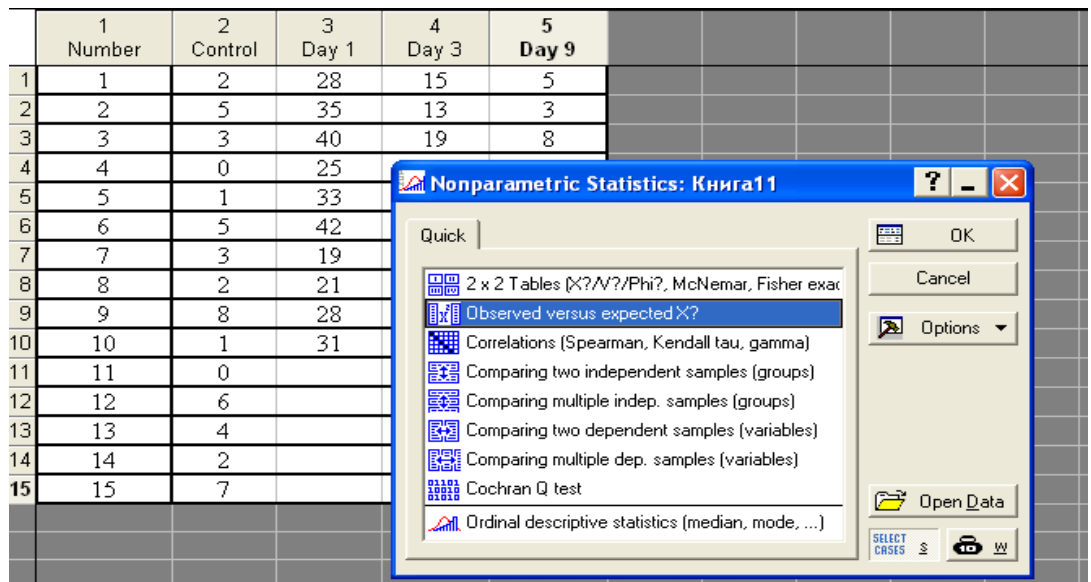 1 2 3 4 5
Number Control Day 1 Day 3 Day 9
1 1 2 28 15 5
2 2 5 35 13 3
3 3 3 40 19 8
4 4 0 25
5 5 1 33
6 6 5 42
7 7 3 19
8 8 2 21
9 9 8 28
10 10 1 31
11 11 0
12 12 6
13 13 4
14 14 2
15 15 7
Nonparametric Statistics: Книга11
?
Quick
2 x 2 Tables (X?/V?/Phi?, McNemar, Fisher exac
Observed versus expected X?
Correlations (Spearman, Kendall tau, gamma)
Comparing two independent samples (groups)
Comparing multiple indep. samples (groups)
Comparing two dependent samples (variables)
Comparing multiple dep. samples (variables)
Cochran Q test
Ordinal descriptive statistics (median, mode, ...)
OK
Cancel
Options
Open Data
SELECT CASES S W